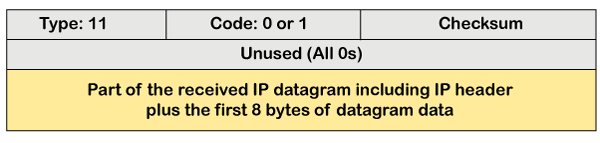 Type: 11 Code: 0 or 1 Checksum
Unused (All 0s)
Part of the received IP datagram including IP header
plus the first 8 bytes of datagram data